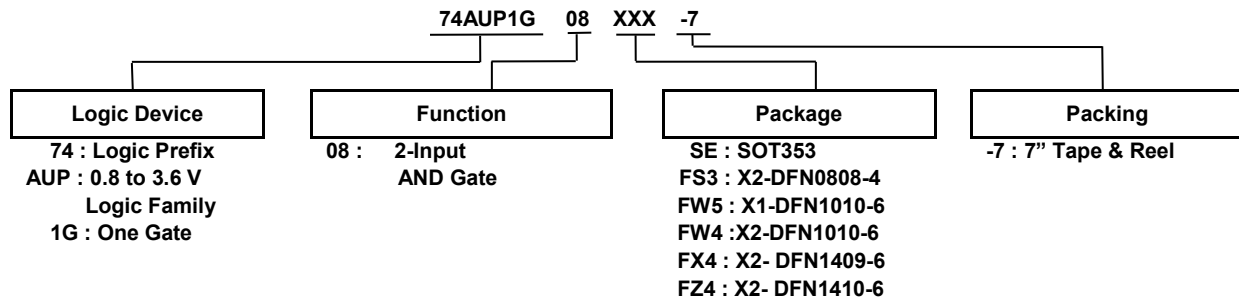 74AUP1G 08 XXX -7
Logic Device
74 : Logic Prefix
AUP : 0.8 to 3.6 V
Logic Family
1G : One Gate
Function
08 : 2-Input
AND Gate
Package
SE : SOT353
FS3 : X2-DFN0808-4
FW5 : X1-DFN1010-6
FW4 :X2-DFN1010-6
FX4 : X2- DFN1409-6
FZ4 : X2- DFN1410-6
Packing
-7 : 7” Tape & Reel